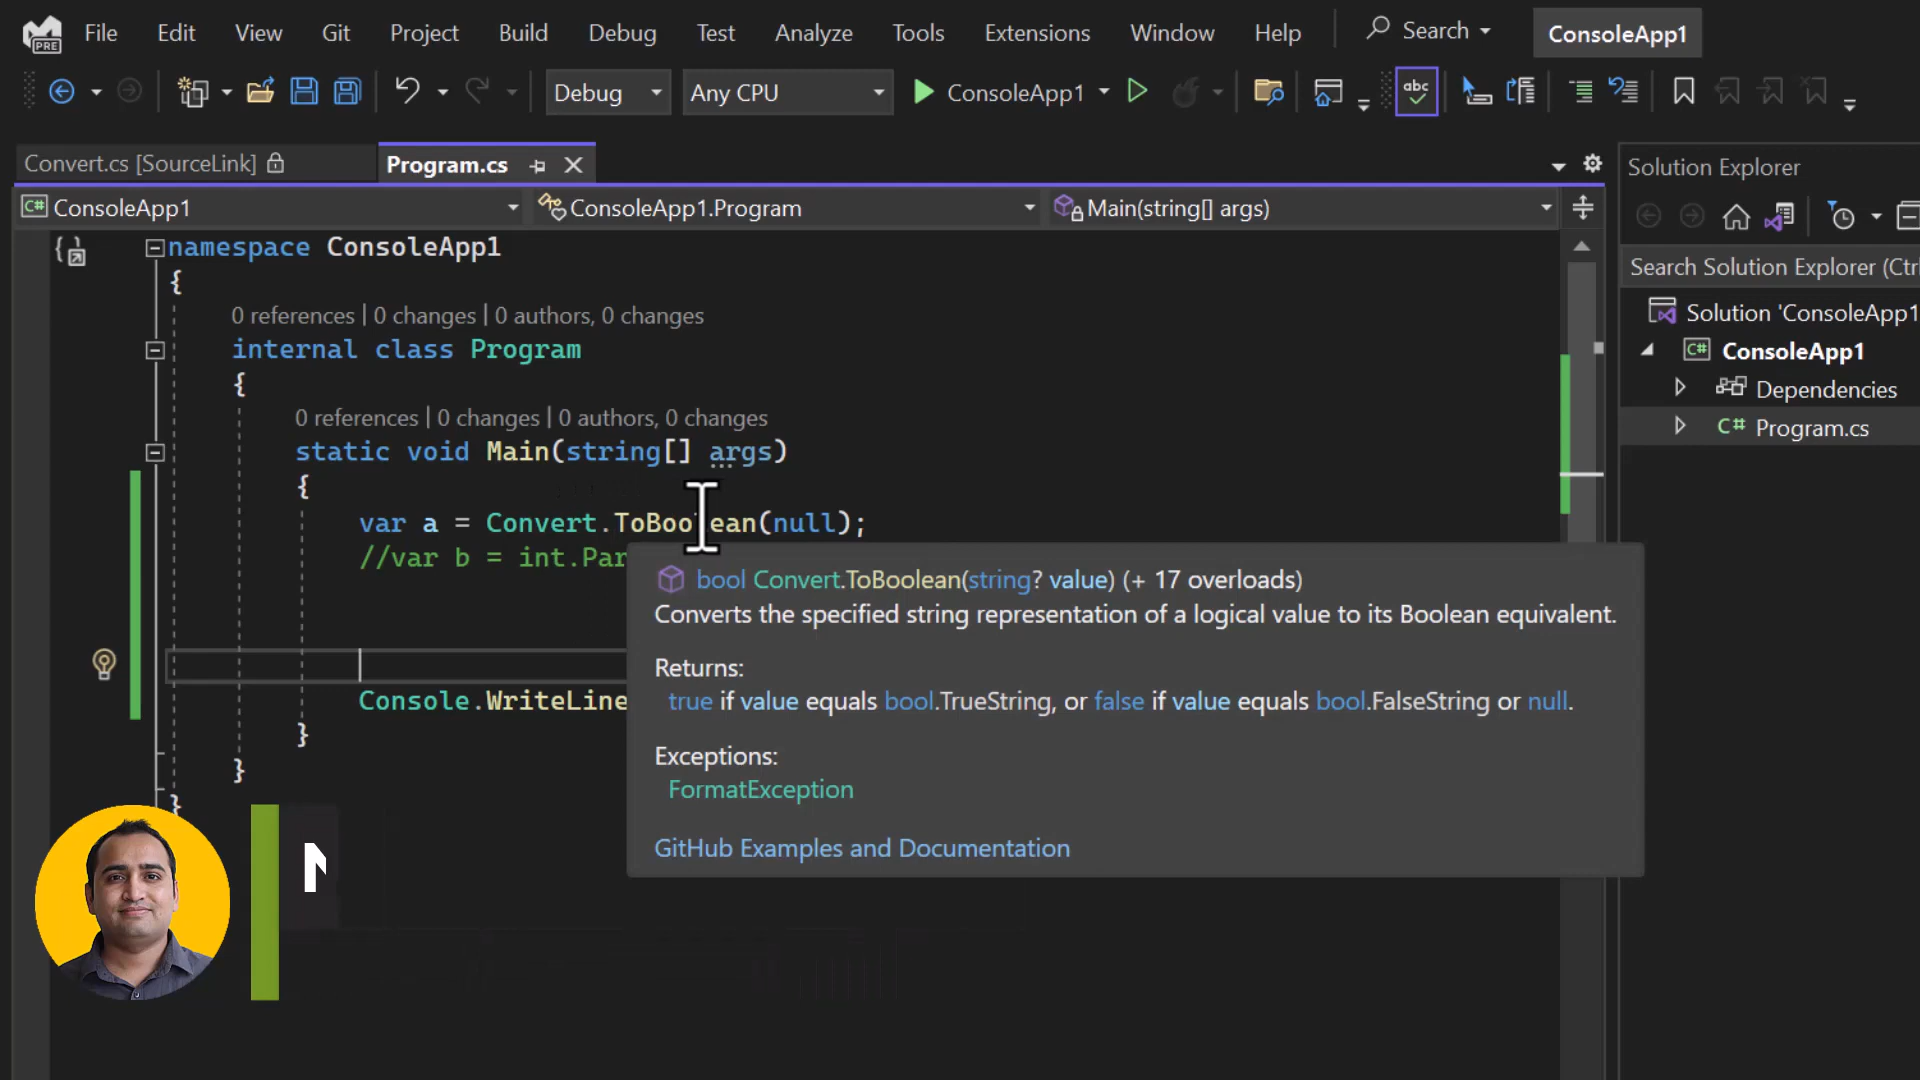 File Edit View Git Project Build Debug Test Analyze Tools Extensions Window Help Search ConsoleApp1
PRE
Debug Any CPU ConsoleApp1 abc
Convert.cs [SourceLink] Program.cs
C# ConsoleApp1 ConsoleApp1.Program Main(string[] args)
namespace ConsoleApp1
{
0 references | 0 changes | 0 authors, 0 changes
internal class Program
{
0 references | 0 changes | 0 authors, 0 changes
static void Main(string[] args)
{
var a = Convert.ToBoolean(null);
//var b = int.Par
bool Convert.ToBoolean(string? value) (+ 17 overloads)
Converts the specified string representation of a logical value to its Boolean equivalent.
Returns:
true if value equals bool.TrueString, or false if value equals bool.FalseString or null.
Exceptions:
FormatException
GitHub Examples and Documentation
Console.WriteLine
}
}
}
Solution Explorer
Search Solution Explorer (Ctrl
Solution 'ConsoleApp1
C# ConsoleApp1
Dependencies
C# Program.cs